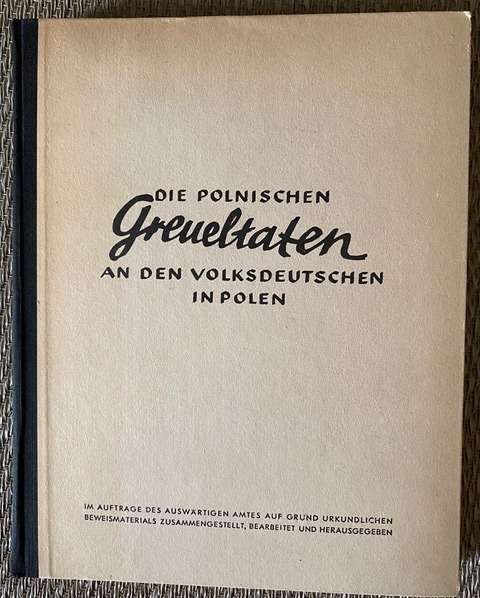 DIE POLNISCHEN
Greueltaten
AN DEN VOLKSDEUTSCHEN
IN POLEN
IM AUFTRAGE DES AUSWÄRTIGEN AMTES AUF GRUND URKUNDLICHEN
BEWEISMATERIALS ZUSAMMENGESTELLT, BEARBEITET UND HERAUSGEGEBEN